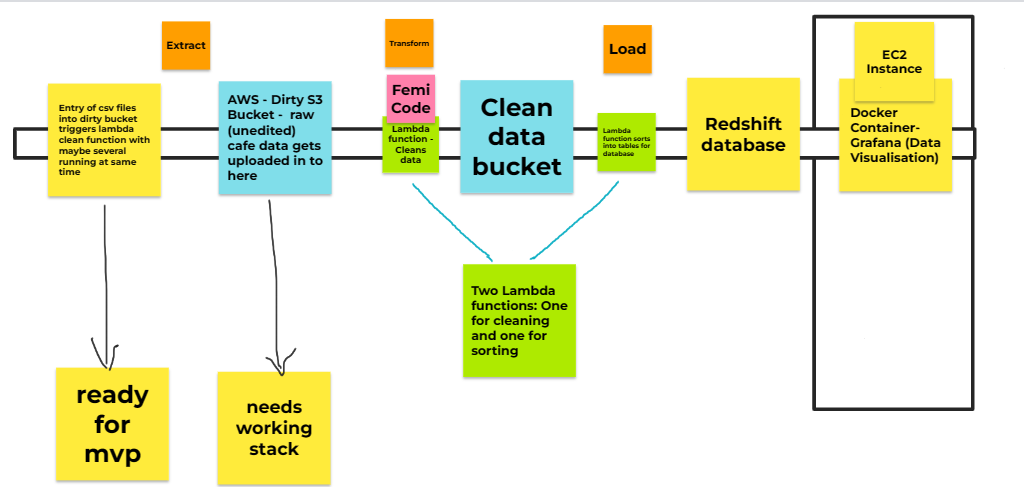 Extract
Transform
Load
EC2
Instance
Entry of csv files
into dirty bucket
triggers lambda
clean function with
maybe several
running at same
time
AWS - Dirty S3
Bucket - raw
(unedited)
cafe data gets
uploaded in to
here
Femi
Code
Lambda
function -
Cleans
data
Clean
data
bucket
Lambda
function sorts
into tables for
database
Redshift
database
Docker
Container-
Grafana (Data
Visualisation)
Two Lambda
functions: One
for cleaning
and one for
sorting
ready
for
mvp
needs
working
stack